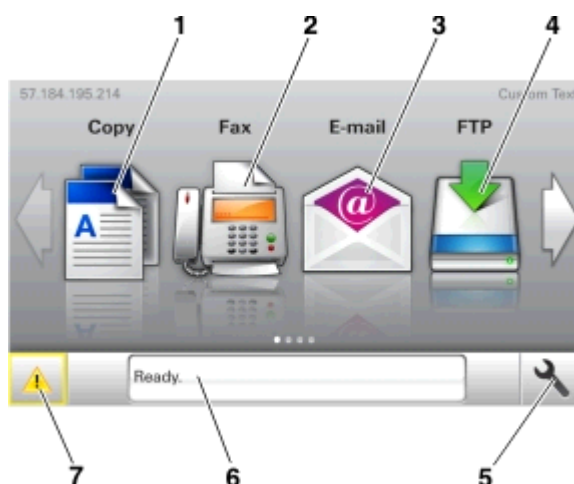 1 2 3 4
57.184.195.214 Custom Text
Copy Fax E-mail FTP
A @
A
Ready.
7 6 5